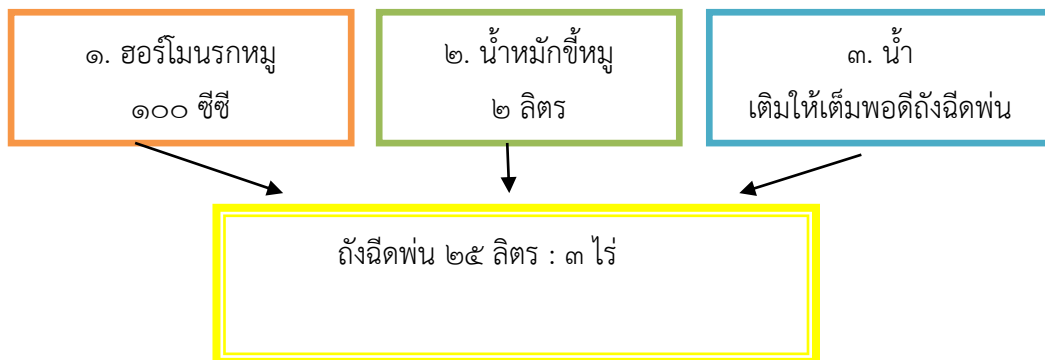 ๑. ฮอร์โมนรกหมู
๑๐๐ ซีซี
๒. น้ำหมักขี้หมู
๒ ลิตร
๓. น้ำ
เติมให้เต็มพอดีถังฉีดพ่น
ถังฉีดพ่น ๒๕ ลิตร : ๓ ไร่